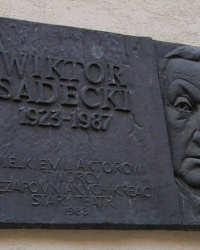 WIKTOR
SADECKI
1923-1987
WIELKIEMU AKTOROWI
TWÓRCY
NIEZAPOMNIANYCH KREACJI
STARY TEATR
1988